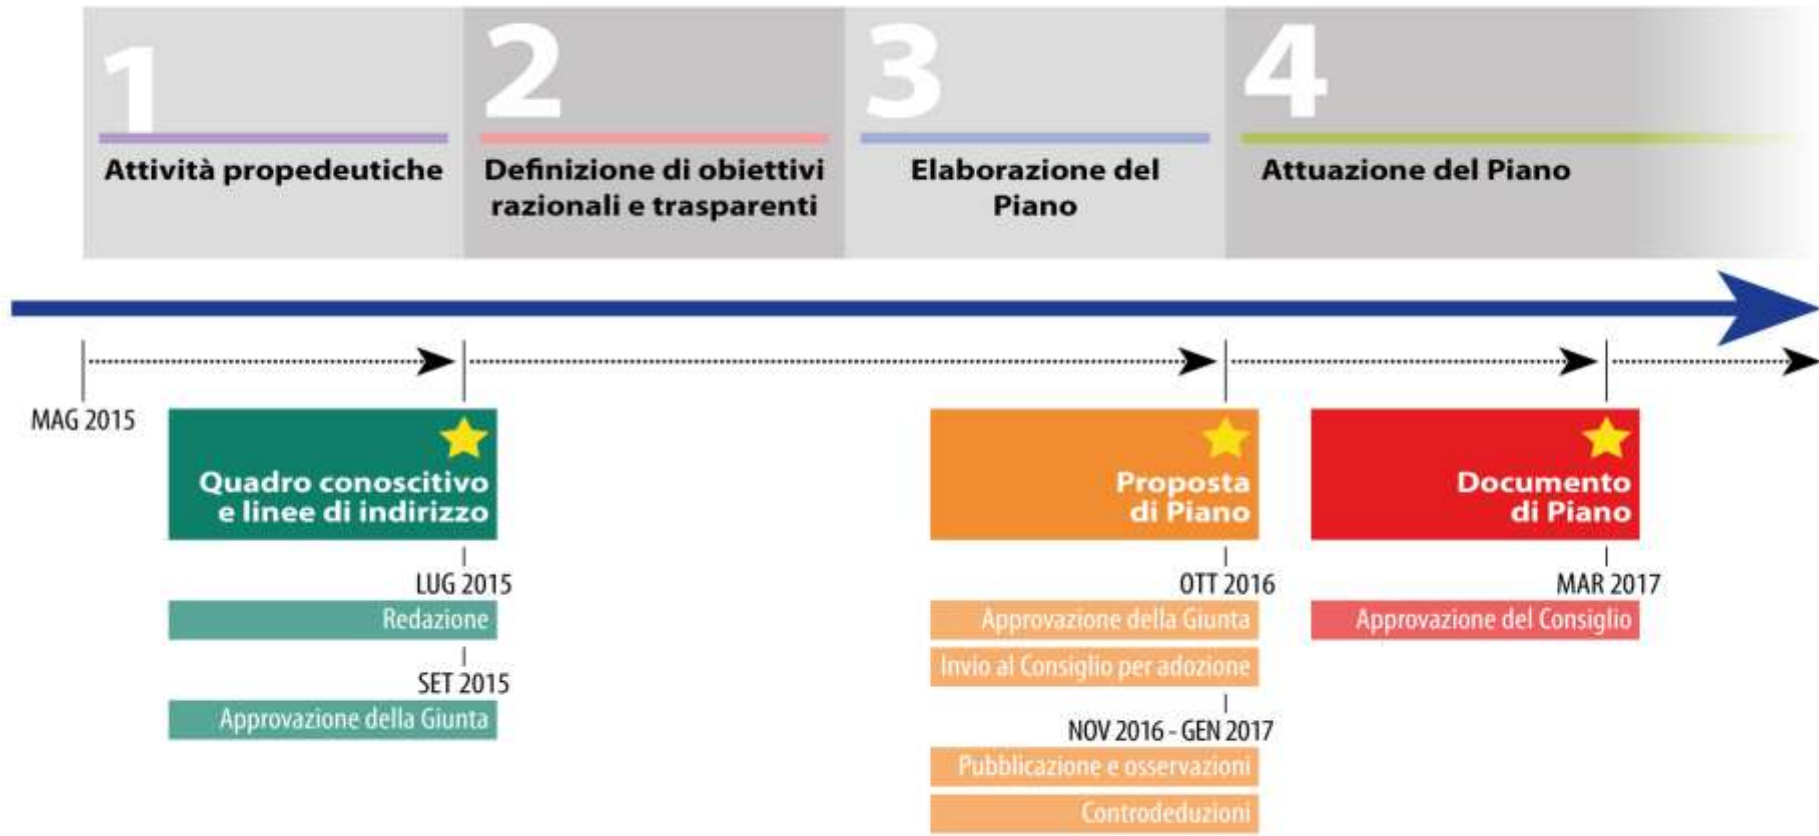 1
Attività propedeutiche
2
Definizione di obiettivi
razionali e trasparenti
3
Elaborazione del
Piano
4
Attuazione del Piano
MAG 2015
Quadro conoscitivo
e linee di indirizzo
LUG 2015
Redazione
SET 2015
Approvazione della Giunta
Proposta
di Piano
OTT 2016
Approvazione della Giunta
Invio al Consiglio per adozione
NOV 2016 - GEN 2017
Pubblicazione e osservazioni
Controdeduzioni
Documento
di Piano
MAR 2017
Approvazione del Consiglio